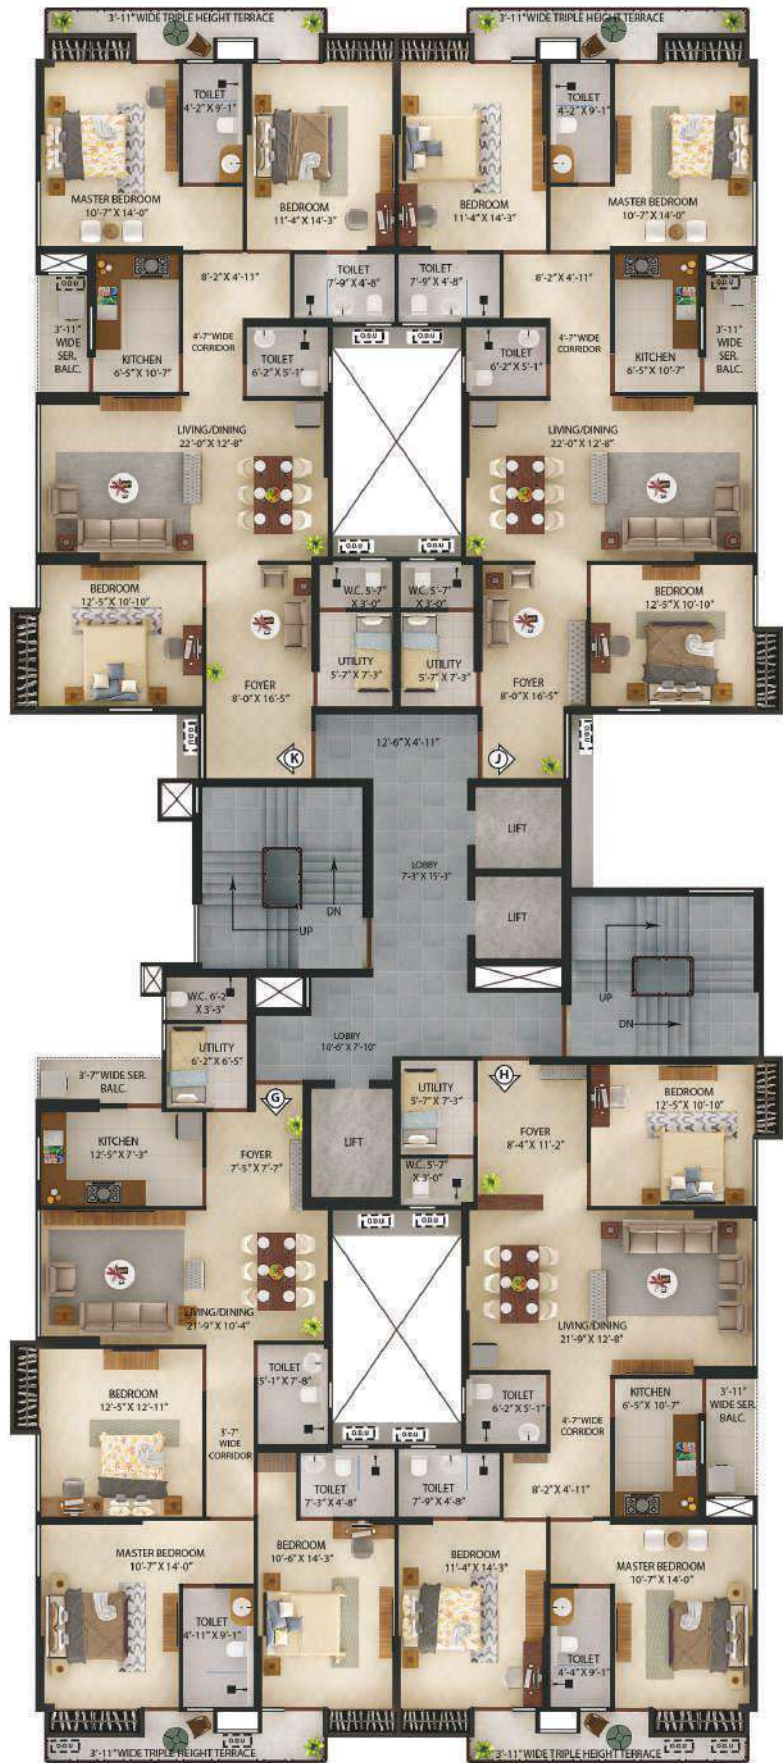 3'-11" WIDE TRIPLE HEIGHT TERRACE
3'-11" WIDE TRIPLE HEIGHT TERRACE
TOILET
4'-2" X 9'-1"
TOILET
4'-2" X 9'-1"
MASTER BEDROOM
10'-7" X 14'-0"
BEDROOM
11'-4" X 14'-3"
BEDROOM
11'-4" X 14'-3"
MASTER BEDROOM
10'-7" X 14'-0"
O.D.U
8'-2" X 4'-11"
TOILET
7'-9" X 4'-8"
TOILET
7'-9" X 4'-8"
8'-2" X 4'-11"
O.D.U
3'-11"
WIDE
SER.
BALC.
KITCHEN
6'-5" X 10'-7"
4'-7" WIDE
CORRIDOR
TOILET
6'-2" X 5'-1"
O.D.U
O.D.U
TOILET
6'-2" X 5'-1"
4'-7" WIDE
CORRIDOR
KITCHEN
6'-5" X 10'-7"
3'-11"
WIDE
SER.
BALC.
LIVING/DINING
22'-0" X 12'-8"
LIVING/DINING
22'-0" X 12'-8"
O.D.U
O.D.U
BEDROOM
12'-5" X 10'-10"
W.C. 5'-7"
X 3'-0"
W.C. 5'-7"
X 3'-0"
BEDROOM
12'-5" X 10'-10"
UTILITY
5'-7" X 7'-3"
UTILITY
5'-7" X 7'-3"
FOYER
8'-0" X 16'-5"
FOYER
8'-0" X 16'-5"
O.D.U
12'-6" X 4'-11"
O.D.U
K
J
LIFT
LOBBY
7'-3" X 15'-3"
LIFT
DN
UP
UP
DN
W.C. 6'-2
X 3'-3"
LOBBY
10'-6" X 7'-10"
UTILITY
6'-2" X 6'-5"
3'-7" WIDE SER.
BALC.
G
H
UTILITY
5'-7" X 7'-3"
BEDROOM
12'-5" X 10'-10"
KITCHEN
12'-5" X 7'-3"
FOYER
7'-5" X 7'-7"
LIFT
FOYER
8'-4" X 11'-2"
W.C. 5'-7"
X 3'-0"
O.D.U
O.D.U
LIVING/DINING
21'-9" X 10'-4"
LIVING/DINING
21'-9" X 12'-8"
TOILET
5'-1" X 7'-8"
BEDROOM
12'-5" X 12'-11"
TOILET
6'-2" X 5'-1"
KITCHEN
6'-5" X 10'-7"
3'-11"
WIDE SER.
BALC.
3'-7"
WIDE
CORRIDOR
4'-7" WIDE
CORRIDOR
O.D.U
O.D.U
TOILET
7'-3" X 4'-8"
TOILET
7'-9" X 4'-8"
8'-2" X 4'-11"
MASTER BEDROOM
10'-7" X 14'-0"
BEDROOM
10'-6" X 14'-3"
BEDROOM
11'-4" X 14'-3"
MASTER BEDROOM
10'-7" X 14'-0"
TOILET
4'-11" X 9'-1"
TOILET
4'-4" X 9'-1"
O.D.U
O.D.U
O.D.U
O.D.U
3'-11" WIDE TRIPLE HEIGHT TERRACE
3'-11" WIDE TRIPLE HEIGHT TERRACE